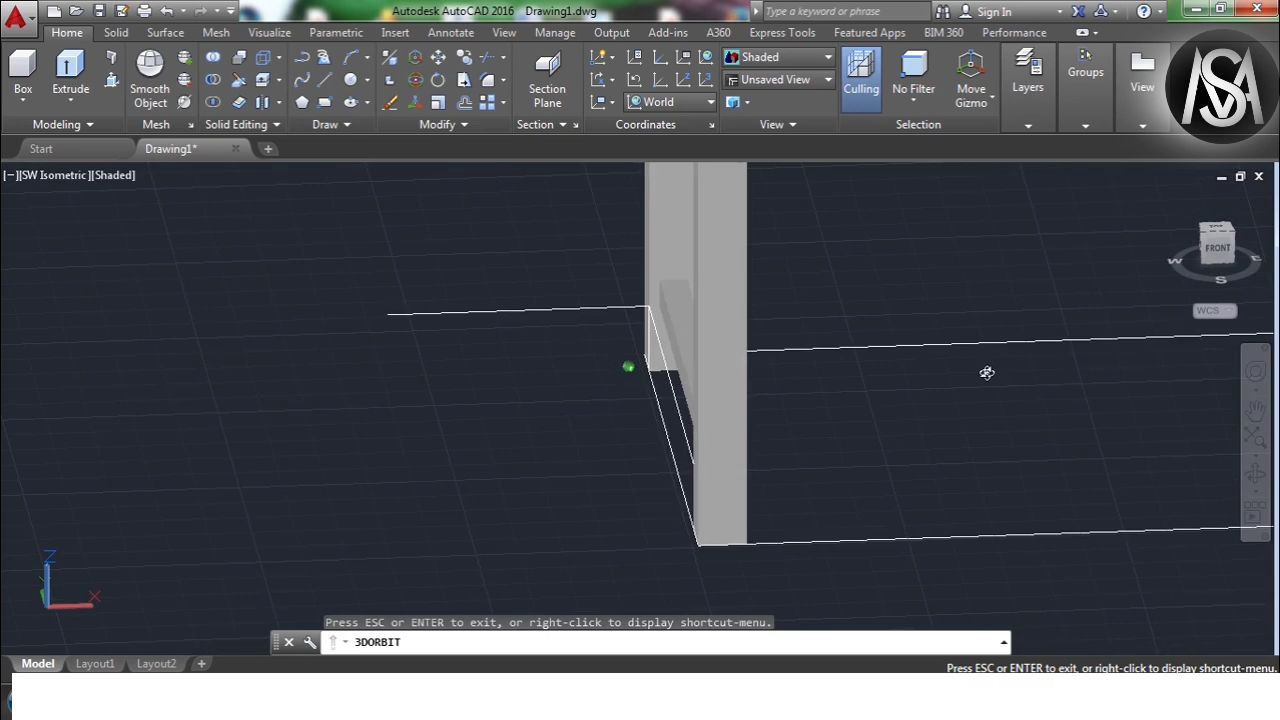 Autodesk AutoCAD 2016 Drawing1.dwg
Type a keyword or phrase
Sign In
Home Solid Surface Mesh Visualize Parametric Insert Annotate View Manage Output Add-ins A360 Express Tools Featured Apps BIM 360 Performance
Box
Extrude
Smooth Object
Section Plane
Shaded
Unsaved View
World
Culling
No Filter
Move Gizmo
Layers
Groups
View
Modeling Mesh Solid Editing Draw Modify Section Coordinates View Selection
MSA
Start Drawing1*
[−][SW Isometric][Shaded]
TOP
FRONT
W
S
WCS
Z
X
Press ESC or ENTER to exit, or right-click to display shortcut-menu.
3DORBIT
Model Layout1 Layout2
Press ESC or ENTER to exit, or right-click to display shortcut-menu.